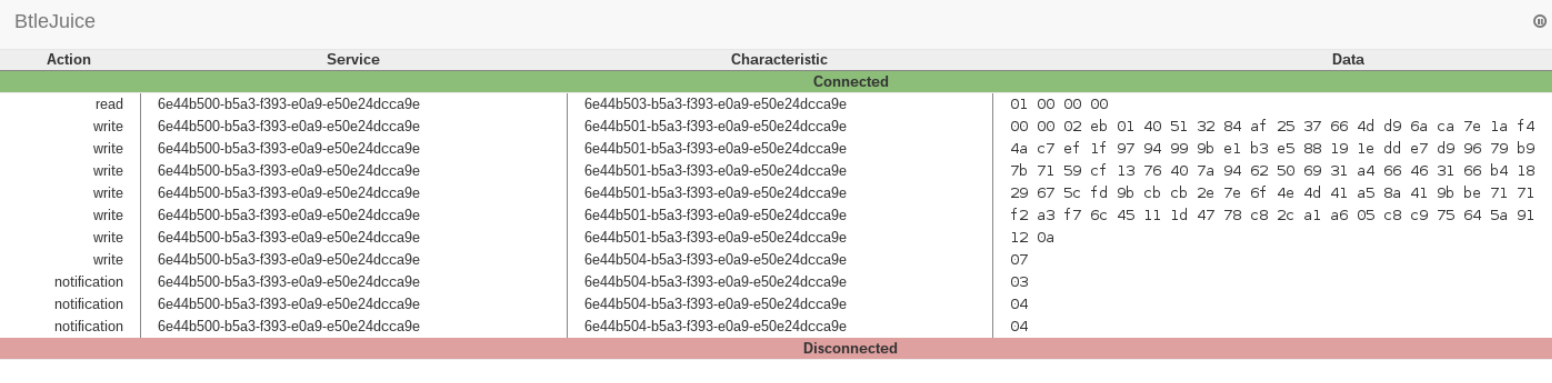 BtleJuice
Action Service Characteristic Data
Connected
read 6e44b500-b5a3-f393-e0a9-e50e24dcca9e 6e44b503-b5a3-f393-e0a9-e50e24dcca9e 01 00 00 00
write 6e44b500-b5a3-f393-e0a9-e50e24dcca9e 6e44b501-b5a3-f393-e0a9-e50e24dcca9e 00 00 02 eb 01 40 51 32 84 af 25 37 66 4d d9 6a ca 7e 1a f4
write 6e44b500-b5a3-f393-e0a9-e50e24dcca9e 6e44b501-b5a3-f393-e0a9-e50e24dcca9e 4a c7 ef 1f 97 94 99 9b e1 b3 e5 88 19 1e dd e7 d9 96 79 b9
write 6e44b500-b5a3-f393-e0a9-e50e24dcca9e 6e44b501-b5a3-f393-e0a9-e50e24dcca9e 7b 71 59 cf 13 76 40 7a 94 62 50 69 31 a4 66 46 31 66 b4 18
write 6e44b500-b5a3-f393-e0a9-e50e24dcca9e 6e44b501-b5a3-f393-e0a9-e50e24dcca9e 29 67 5c fd 9b cb cb 2e 7e 6f 4e 4d 41 a5 8a 41 9b be 71 71
write 6e44b500-b5a3-f393-e0a9-e50e24dcca9e 6e44b501-b5a3-f393-e0a9-e50e24dcca9e f2 a3 f7 6c 45 11 1d 47 78 c8 2c a1 a6 05 c8 c9 75 64 5a 91
write 6e44b500-b5a3-f393-e0a9-e50e24dcca9e 6e44b501-b5a3-f393-e0a9-e50e24dcca9e 12 0a
write 6e44b500-b5a3-f393-e0a9-e50e24dcca9e 6e44b504-b5a3-f393-e0a9-e50e24dcca9e 07
notification 6e44b500-b5a3-f393-e0a9-e50e24dcca9e 6e44b504-b5a3-f393-e0a9-e50e24dcca9e 03
notification 6e44b500-b5a3-f393-e0a9-e50e24dcca9e 6e44b504-b5a3-f393-e0a9-e50e24dcca9e 04
notification 6e44b500-b5a3-f393-e0a9-e50e24dcca9e 6e44b504-b5a3-f393-e0a9-e50e24dcca9e 04
Disconnected